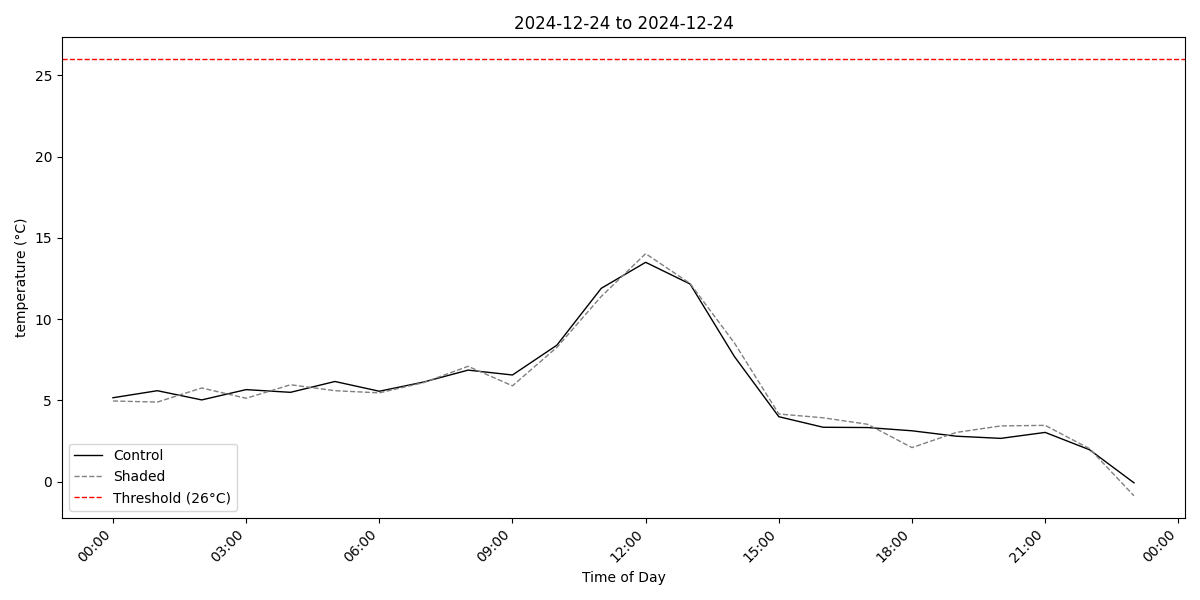 2024-12-24 to 2024-12-24
temperature (°C)
25
20
15
10
5
0
Control
Shaded
Threshold (26°C)
00:00 03:00 06:00 09:00 12:00 15:00 18:00 21:00 00:00
Time of Day